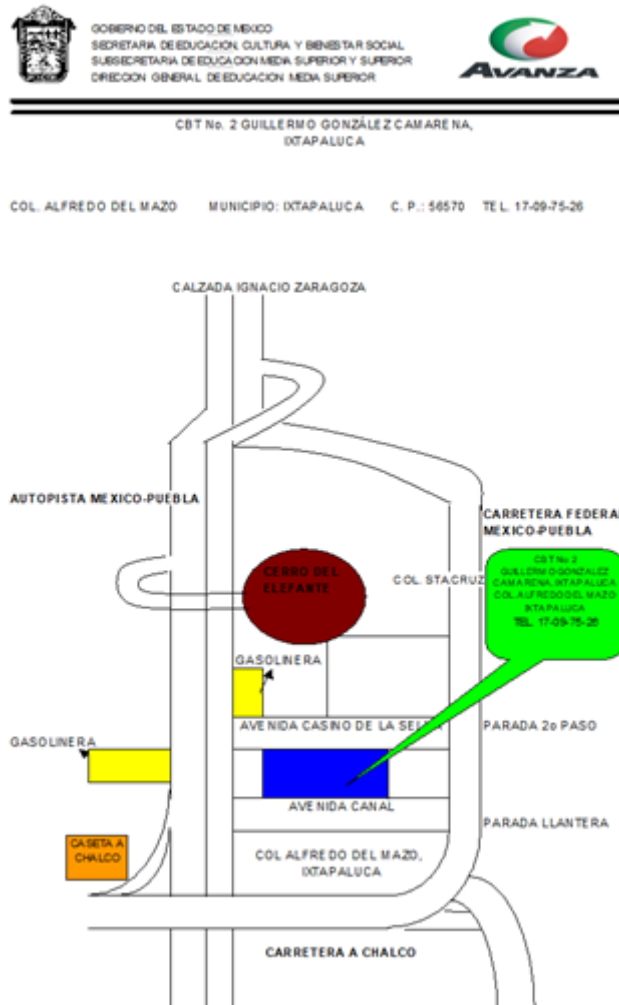 GOBIERNO DEL ESTADO DE MEXICO
SECRETARIA DE EDUCACIÓN, CULTURA Y BIENESTAR SOCIAL
SUBSECRETARIA DE EDUCACION MEDIA SUPERIOR Y SUPERIOR
DIRECCION GENERAL DE EDUCACION MEDIA SUPERIOR
AVANZA
CBT No. 2 GUILLERMO GONZÁLEZ CAMARENA,
IXTAPALUCA
COL. ALFREDO DEL MAZO MUNICIPIO: IXTAPALUCA C. P.: 56570 TEL. 17-09-75-26
CALZADA IGNACIO ZARAGOZA
AUTOPISTA MEXICO-PUEBLA
CARRETERA FEDERAL
MEXICO-PUEBLA
CERRO DEL
ELEFANTE
COL. STA CRUZ
CBT No 2
GUILLERMO GONZALEZ
CAMARENA, IXTAPALUCA
COL. ALFREDO DEL MAZO
IXTAPALUCA
TEL. 17-09-75-26
GASOLINERA
AVENIDA CASINO DE LA SELVA
PARADA 2o PASO
GASOLINERA
AVENIDA CANAL
PARADA LLANTERA
CASETA A
CHALCO
COL ALFREDO DEL MAZO,
IXTAPALUCA
CARRETERA A CHALCO